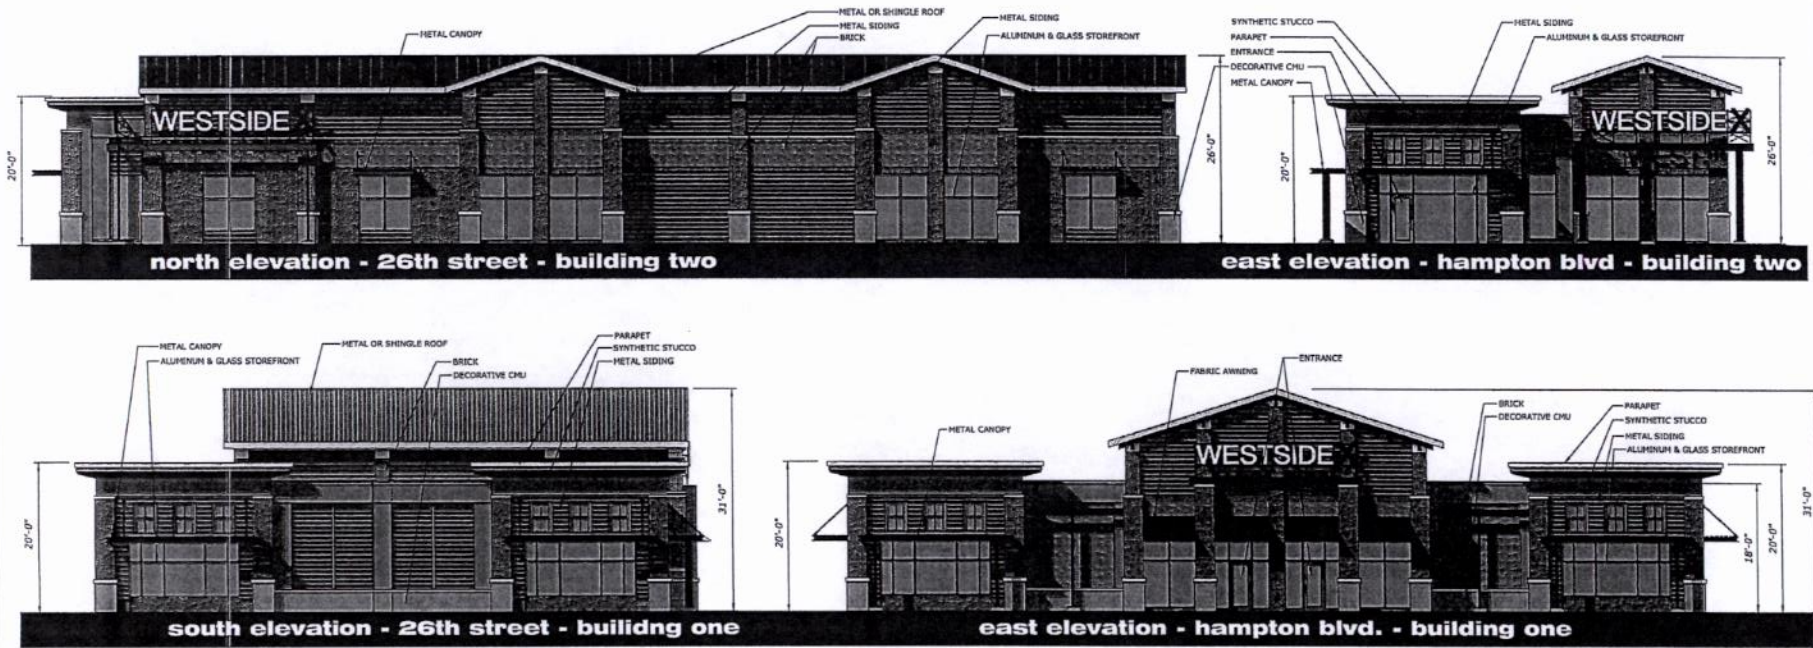 METAL CANOPY
METAL OR SHINGLE ROOF
METAL SIDING
BRICK
METAL SIDING
ALUMINUM & GLASS STOREFRONT
DECORATIVE CMU
20'-0"
26'-0"
WESTSIDE
north elevation - 26th street - building two
SYNTHETIC STUCCO
PARAPET
ENTRANCE
METAL CANOPY
METAL SIDING
ALUMINUM & GLASS STOREFRONT
20'-0"
26'-0"
WESTSIDE
east elevation - hampton blvd - building two
METAL CANOPY
ALUMINUM & GLASS STOREFRONT
METAL OR SHINGLE ROOF
BRICK
DECORATIVE CMU
PARAPET
SYNTHETIC STUCCO
METAL SIDING
20'-0"
31'-0"
south elevation - 26th street - builidng one
METAL CANOPY
FABRIC AWNING
ENTRANCE
BRICK
DECORATIVE CMU
PARAPET
SYNTHETIC STUCCO
METAL SIDING
ALUMINUM & GLASS STOREFRONT
20'-0"
18'-0"
20'-0"
31'-0"
WESTSIDE
east elevation - hampton blvd. - building one